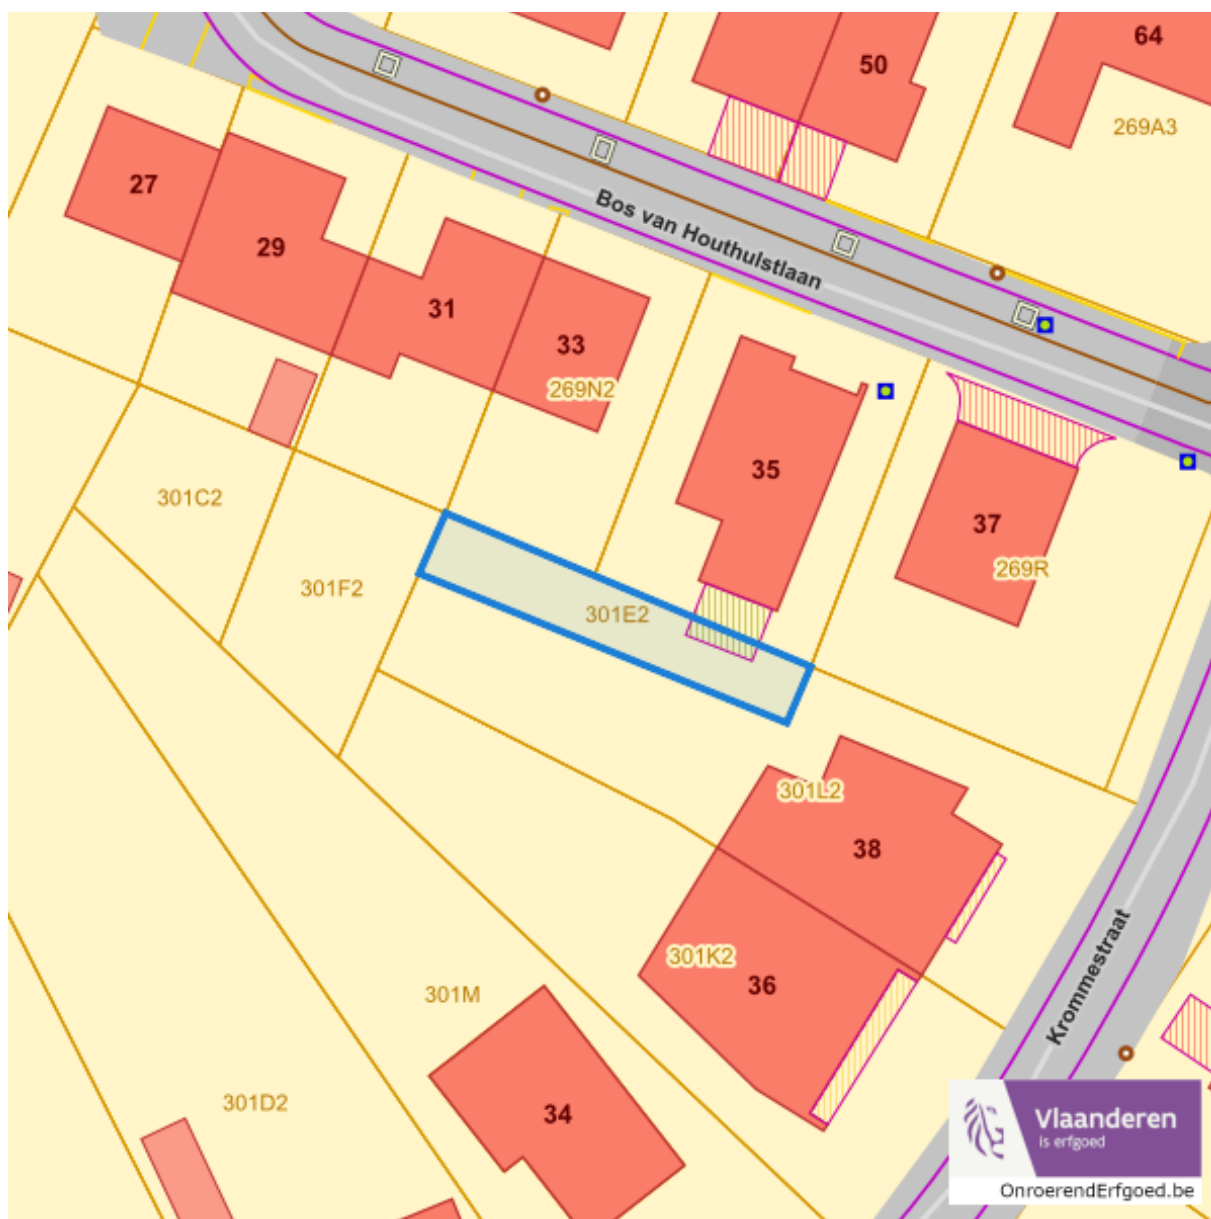 64
50
269A3
27
Bos van Houthulstlaan
29
31
33
269N2
35
301C2
37
269R
301F2
301E2
301L2
38
301K2
36
301M
Krommestraat
301D2
34
Vlaanderen
is erfgoed
OnroerendErfgoed.be